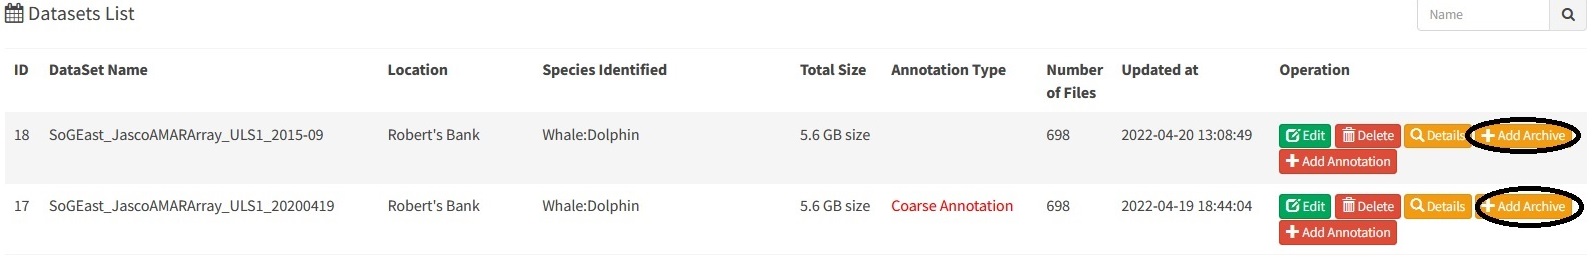 Datasets List
Name
ID DataSet Name Location Species Identified Total Size Annotation Type Number of Files Updated at Operation
18 SoGEast_JascoAMARArray_ULS1_2015-09 Robert's Bank Whale:Dolphin 5.6 GB size 698 2022-04-20 13:08:49 Edit Delete Details Add Archive
Add Annotation
17 SoGEast_JascoAMARArray_ULS1_20200419 Robert's Bank Whale:Dolphin 5.6 GB size Coarse Annotation 698 2022-04-19 18:44:04 Edit Delete Details Add Archive
Add Annotation